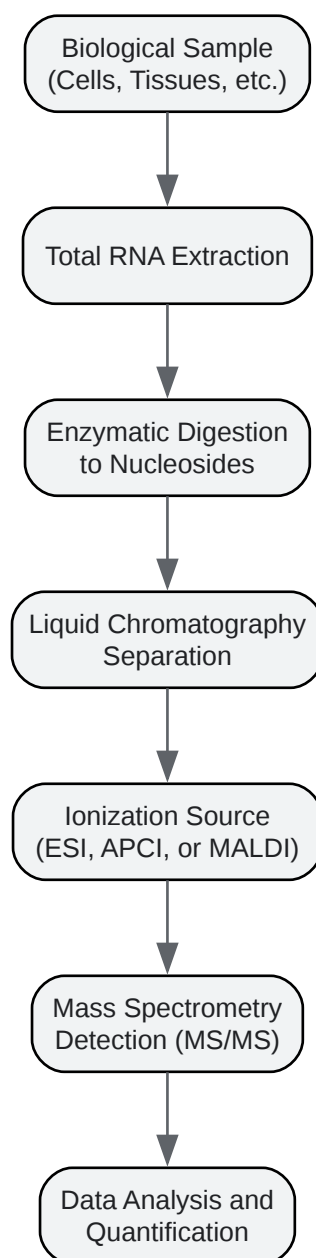 Biological Sample
(Cells, Tissues, etc.)
Total RNA Extraction
Enzymatic Digestion
to Nucleosides
Liquid Chromatography
Separation
Ionization Source
(ESI, APCI, or MALDI)
Mass Spectrometry
Detection (MS/MS)
Data Analysis and
Quantification